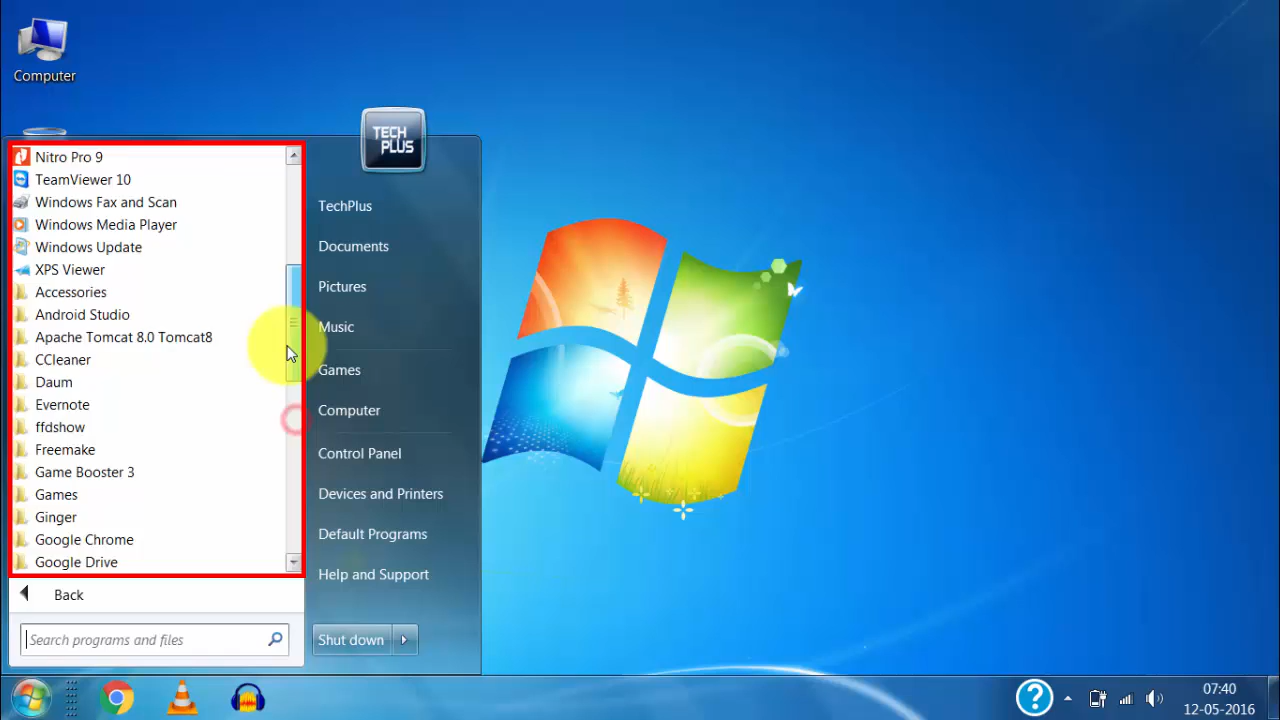 Computer
TECH
PLUS
Nitro Pro 9
TeamViewer 10
Windows Fax and Scan
Windows Media Player
Windows Update
XPS Viewer
Accessories
Android Studio
Apache Tomcat 8.0 Tomcat8
CCleaner
Daum
Evernote
ffdshow
Freemake
Game Booster 3
Games
Ginger
Google Chrome
Google Drive
Back
Search programs and files
TechPlus
Documents
Pictures
Music
Games
Computer
Control Panel
Devices and Printers
Default Programs
Help and Support
Shut down
?
07:40
12-05-2016